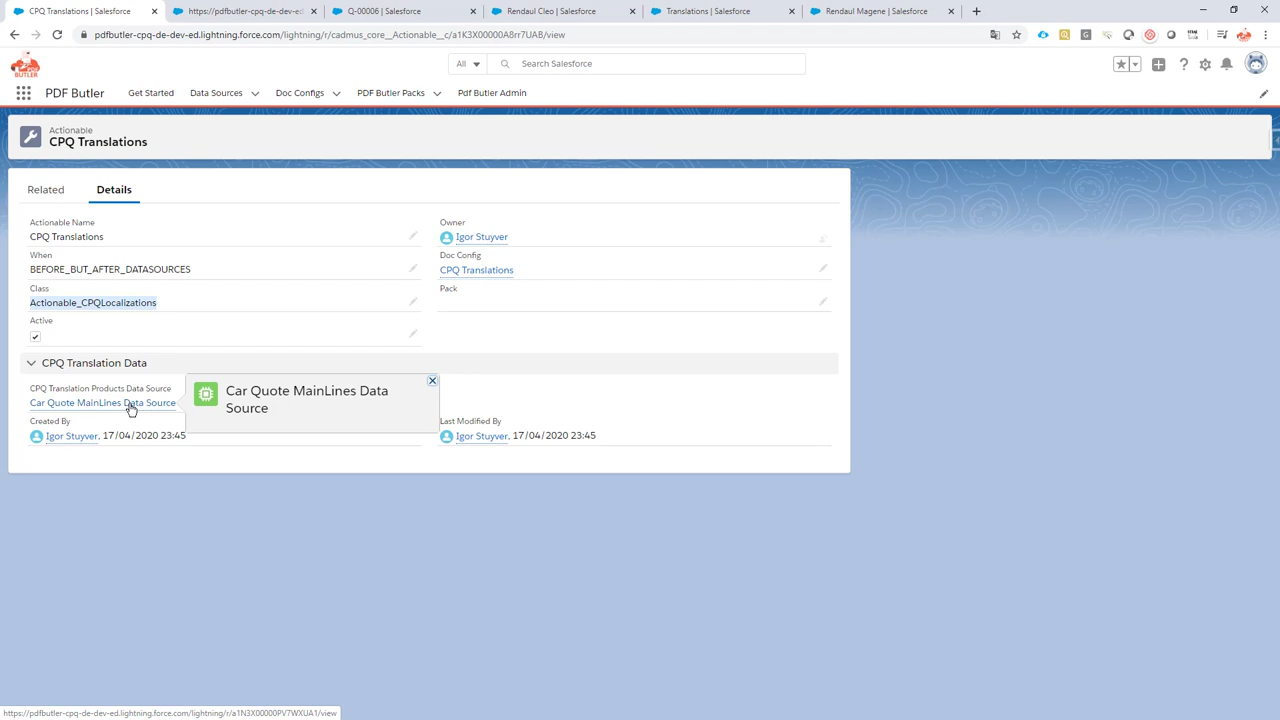 CPQ Translations | Salesforce
https://pdfbutler-cpq-de-dev-ed
Q-00006 | Salesforce
Rendaul Cleo | Salesforce
Translations | Salesforce
Rendaul Magene | Salesforce
pdfbutler-cpq-de-dev-ed.lightning.force.com/lightning/r/cadmus_core__Actionable__c/a1K3X00000A8rr7UAB/view
PDF
BUTLER
All
Search Salesforce
PDF Butler
Get Started
Data Sources
Doc Configs
PDF Butler Packs
Pdf Butler Admin
Actionable
CPQ Translations
Related
Details
Actionable Name
CPQ Translations
Owner
Igor Stuyver
When
BEFORE_BUT_AFTER_DATASOURCES
Doc Config
CPQ Translations
Class
Actionable_CPQLocalizations
Pack
Active
CPQ Translation Data
CPQ Translation Products Data Source
Car Quote MainLines Data Source
Car Quote MainLines Data
Source
Created By
Igor Stuyver, 17/04/2020 23:45
Last Modified By
Igor Stuyver, 17/04/2020 23:45
https://pdfbutler-cpq-de-dev-ed.lightning.force.com/lightning/r/a1N3X00000PV7WXUA1/view